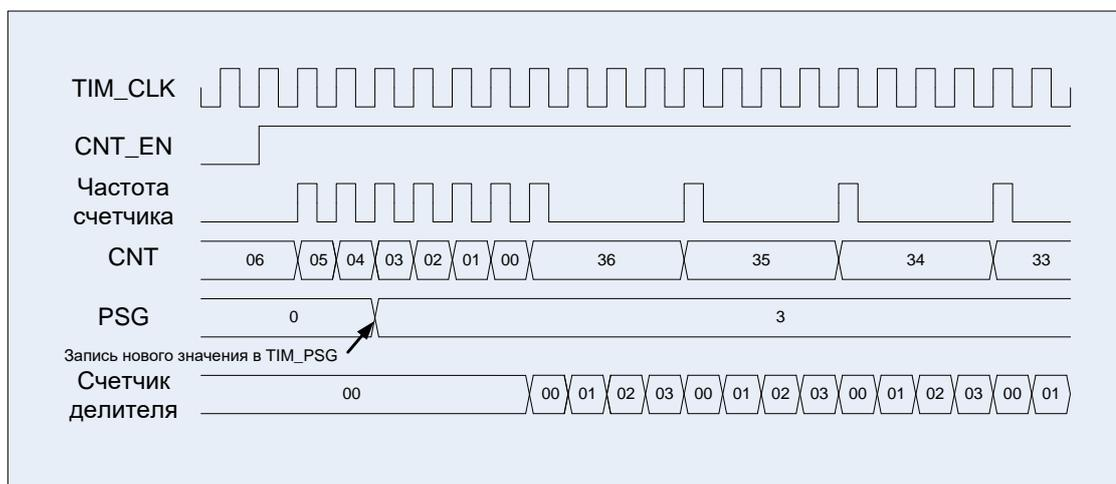 TIM_CLK
CNT_EN
Частота
счетчика
CNT 06 05 04 03 02 01 00 36 35 34 33
PSG 0 3
Запись нового значения в TIM_PSG
Счетчик
делителя
00 00 01 02 03 00 01 02 03 00 01 02 03 00 01